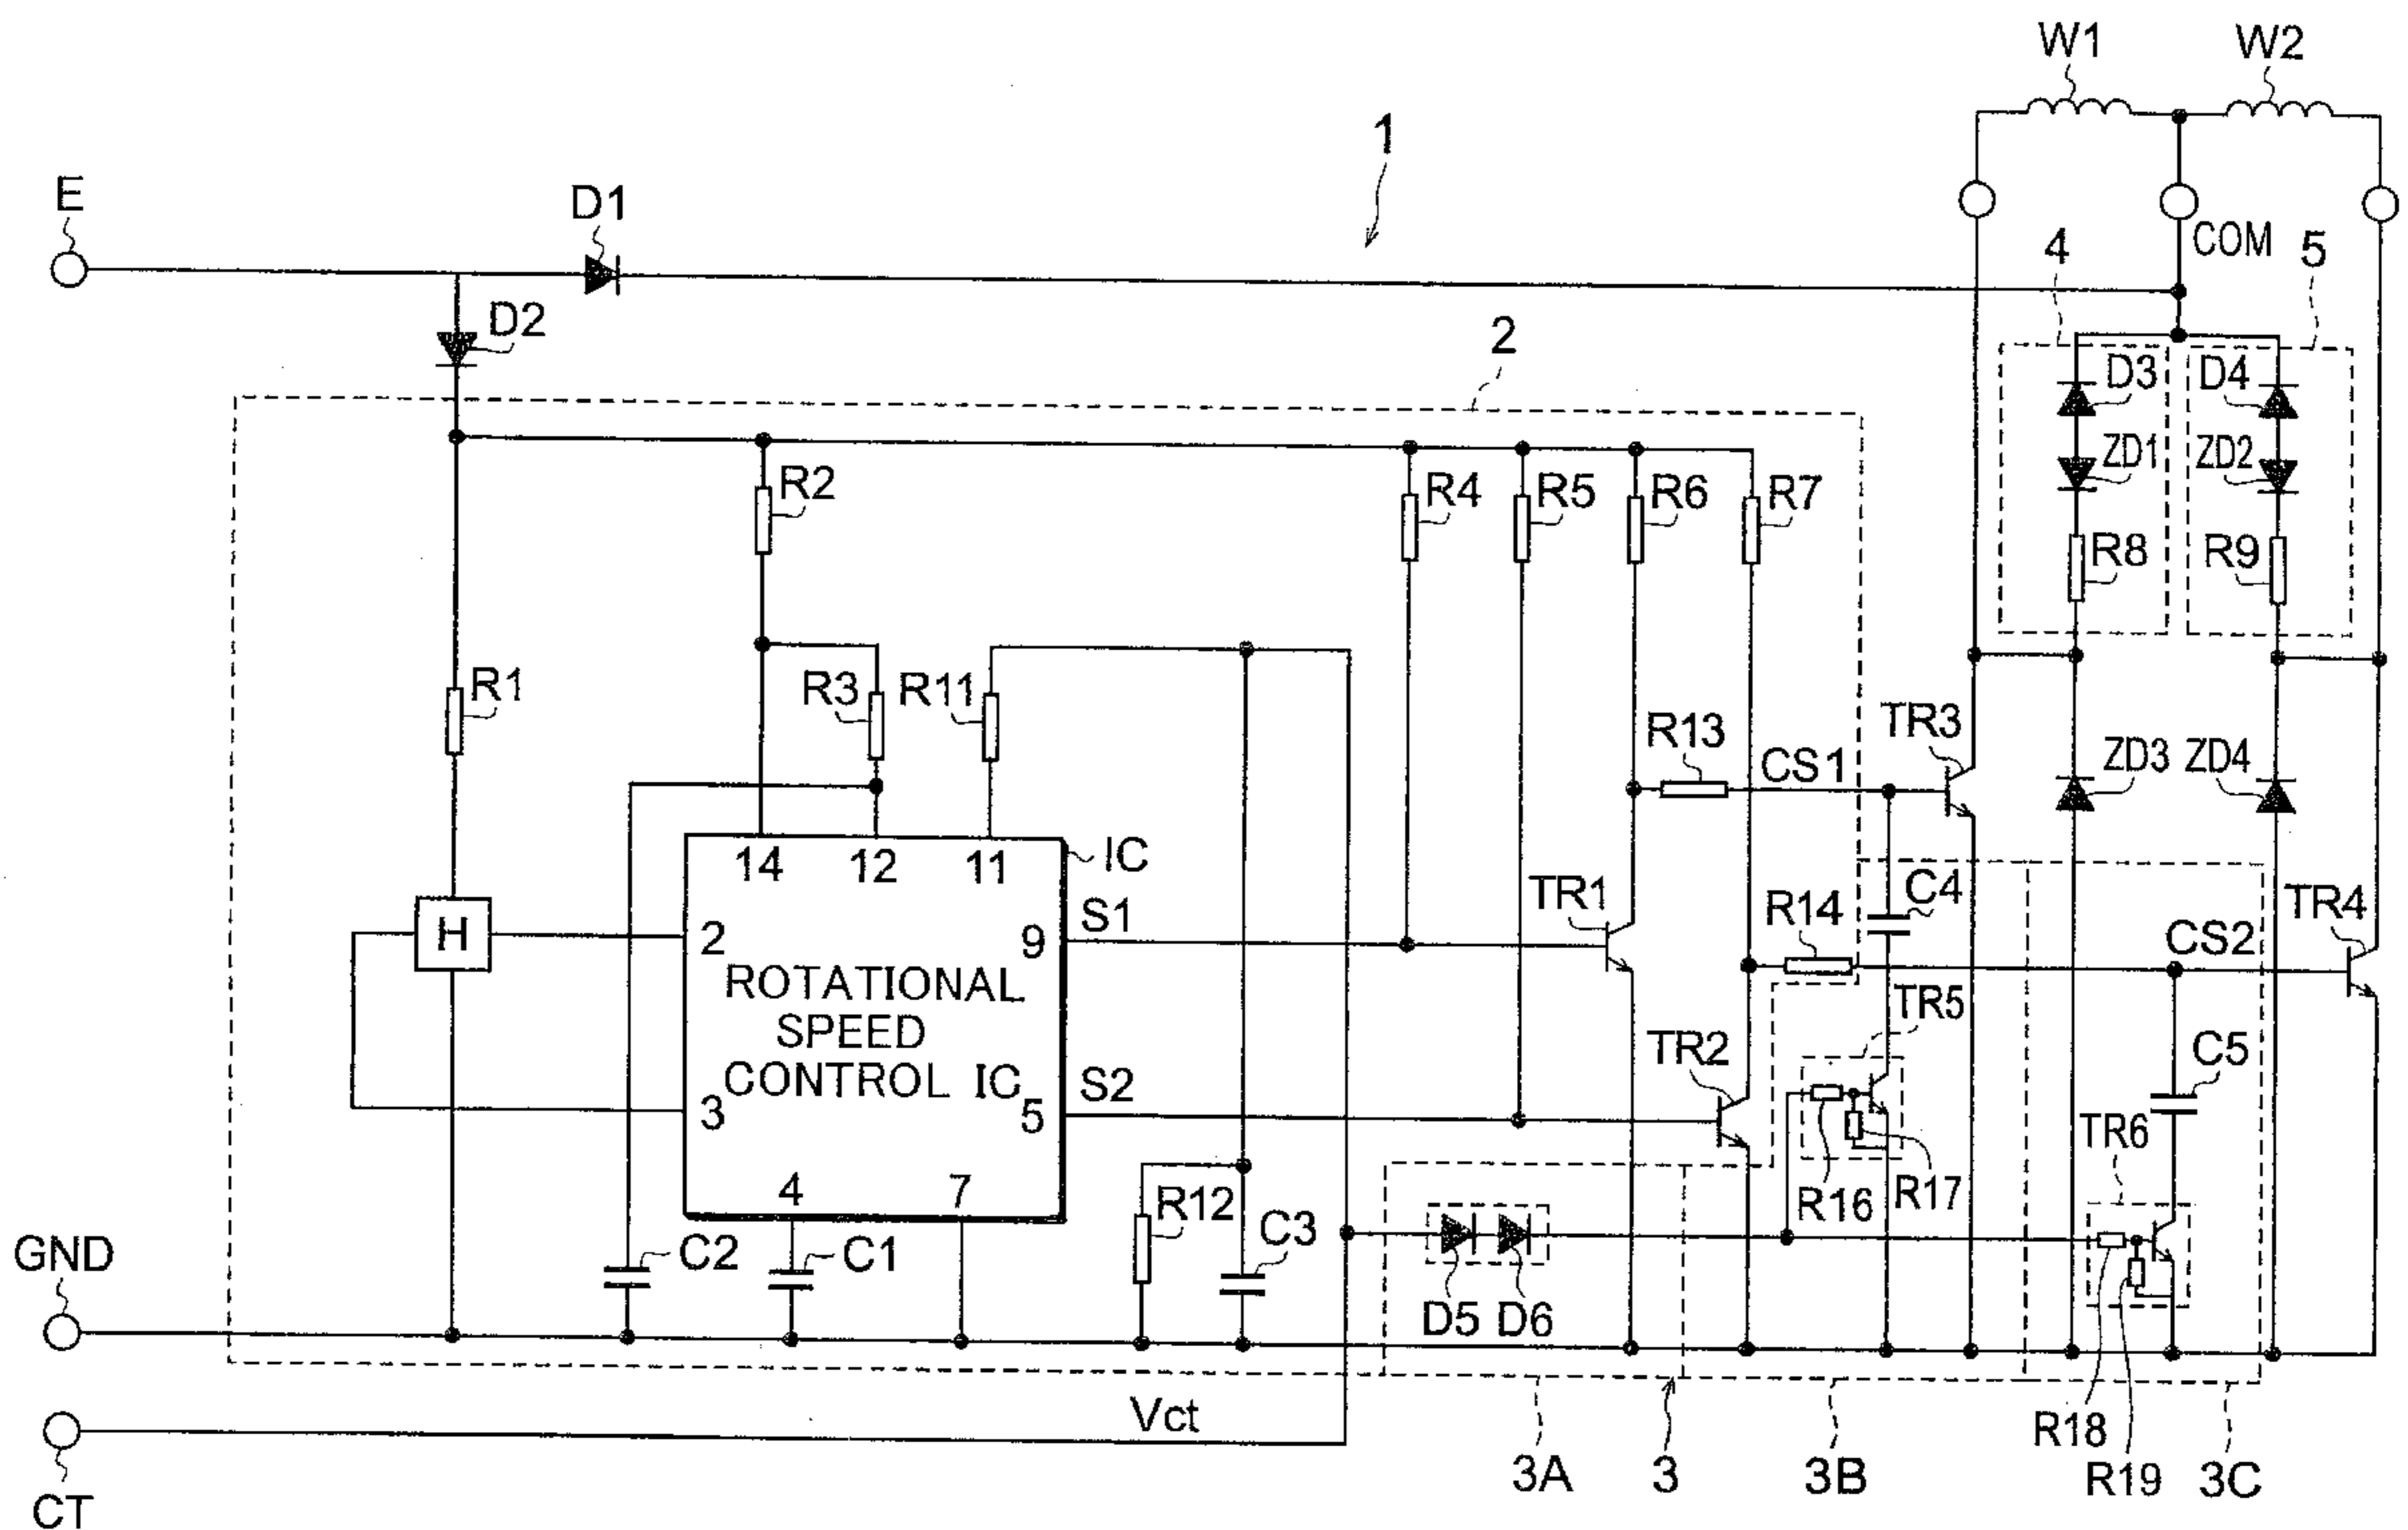 W1
W2
1
E
D1
COM
4
5
D2
2
D3
D4
ZD1
ZD2
R2
R4
R5
R6
R7
R8
R9
R1
R3
R11
TR3
R13
CS1
ZD3
ZD4
14
12
11
IC
C4
TR1
R14
TR4
S1
H
2
9
CS2
ROTATIONAL
SPEED
CONTROL IC
TR5
TR2
C5
S2
3
5
TR6
4
7
R12
R16
R17
GND
C2
C1
C3
D5
D6
Vct
R18
3A
3
3B
R19
3C
CT